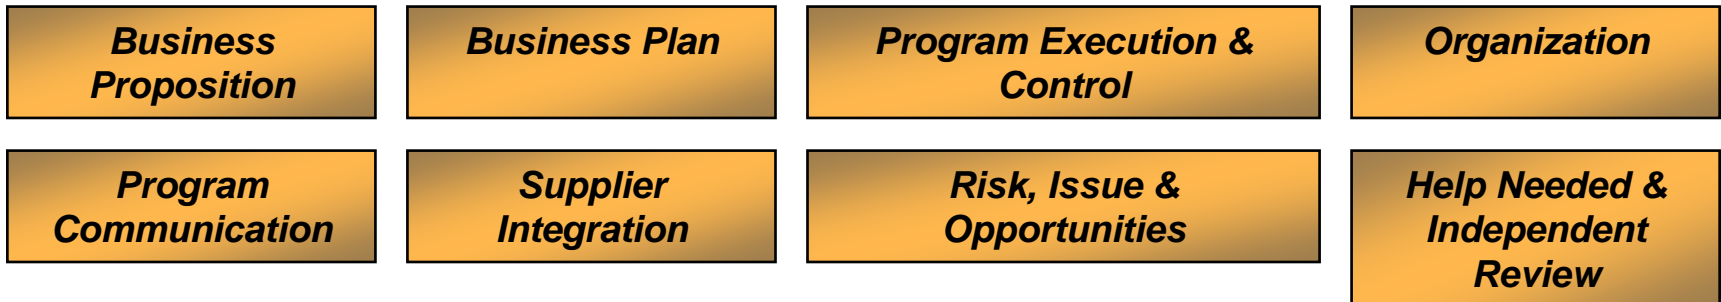 Business
Proposition
Business Plan
Program Execution &
Control
Organization
Program
Communication
Supplier
Integration
Risk, Issue &
Opportunities
Help Needed &
Independent
Review